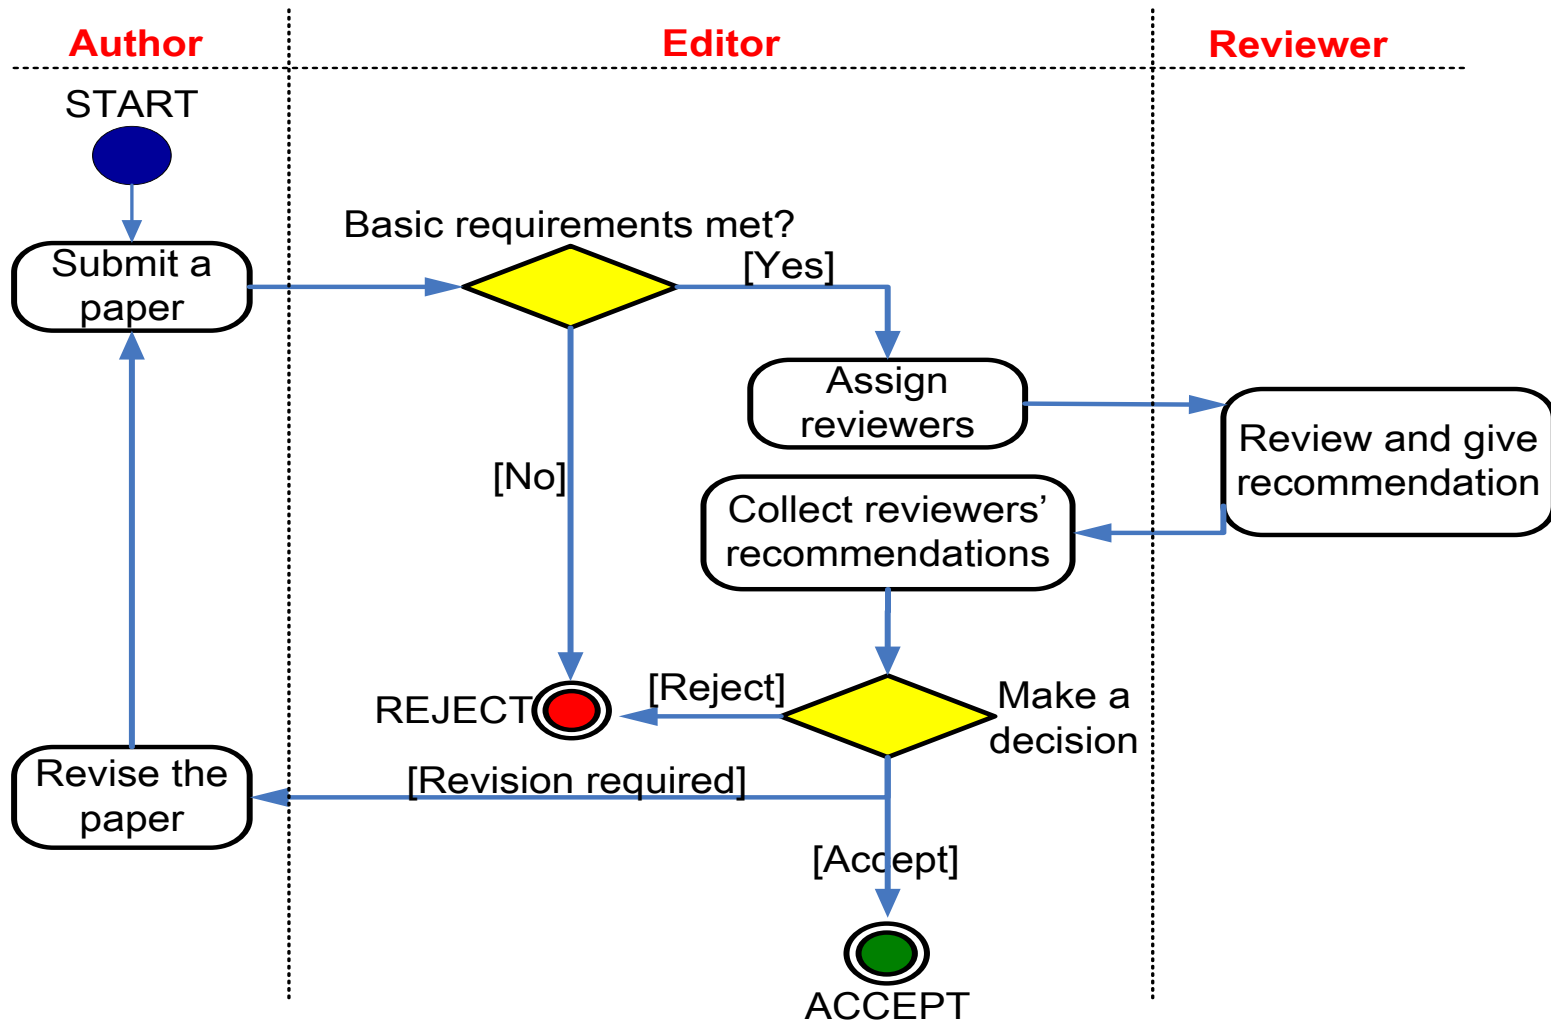 Author
Editor
Reviewer
START
Basic requirements met?
[Yes]
Submit a
paper
Assign
reviewers
Review and give
recommendation
[No]
Collect reviewers’
recommendations
[Reject]
REJECT
Make a
decision
Revise the
paper
[Revision required]
[Accept]
ACCEPT